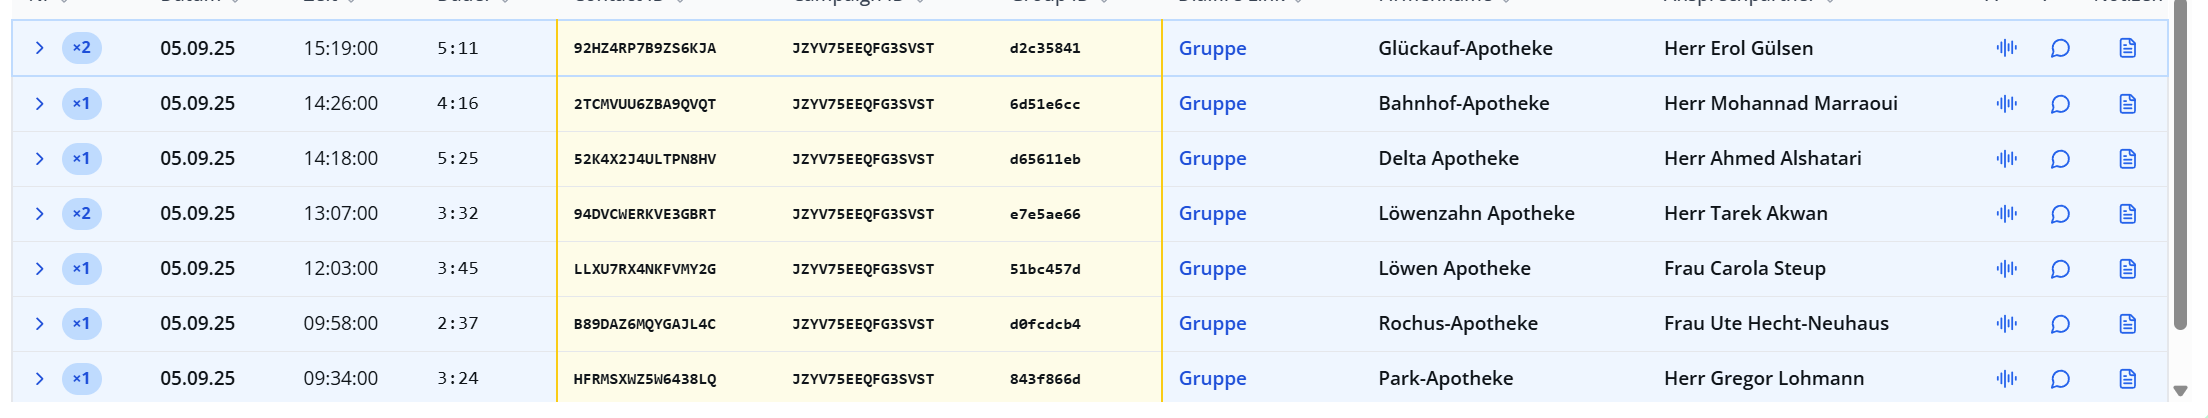 Nr. Datum Zeit Dauer Contact ID Campaign ID Group ID Firmenname Ansprechpartner Notizen
×2 05.09.25 15:19:00 5:11 92HZ4RP7B9ZS6KJA JZYV75EEQFG3SVST d2c35841 Gruppe Glückauf-Apotheke Herr Erol Gülsen
×1 05.09.25 14:26:00 4:16 2TCMVUU6ZBA9QVQT JZYV75EEQFG3SVST 6d51e6cc Gruppe Bahnhof-Apotheke Herr Mohannad Marraoui
×1 05.09.25 14:18:00 5:25 52K4X2J4ULTPN8HV JZYV75EEQFG3SVST d65611eb Gruppe Delta Apotheke Herr Ahmed Alshatari
×2 05.09.25 13:07:00 3:32 94DVCWERKVE3GBRT JZYV75EEQFG3SVST e7e5ae66 Gruppe Löwenzahn Apotheke Herr Tarek Akwan
×1 05.09.25 12:03:00 3:45 LLXU7RX4NKFVMY2G JZYV75EEQFG3SVST 51bc457d Gruppe Löwen Apotheke Frau Carola Steup
×1 05.09.25 09:58:00 2:37 B89DAZ6MQYGAJL4C JZYV75EEQFG3SVST d0fcdcb4 Gruppe Rochus-Apotheke Frau Ute Hecht-Neuhaus
×1 05.09.25 09:34:00 3:24 HFRMSXWZ5W6438LQ JZYV75EEQFG3SVST 843f866d Gruppe Park-Apotheke Herr Gregor Lohmann